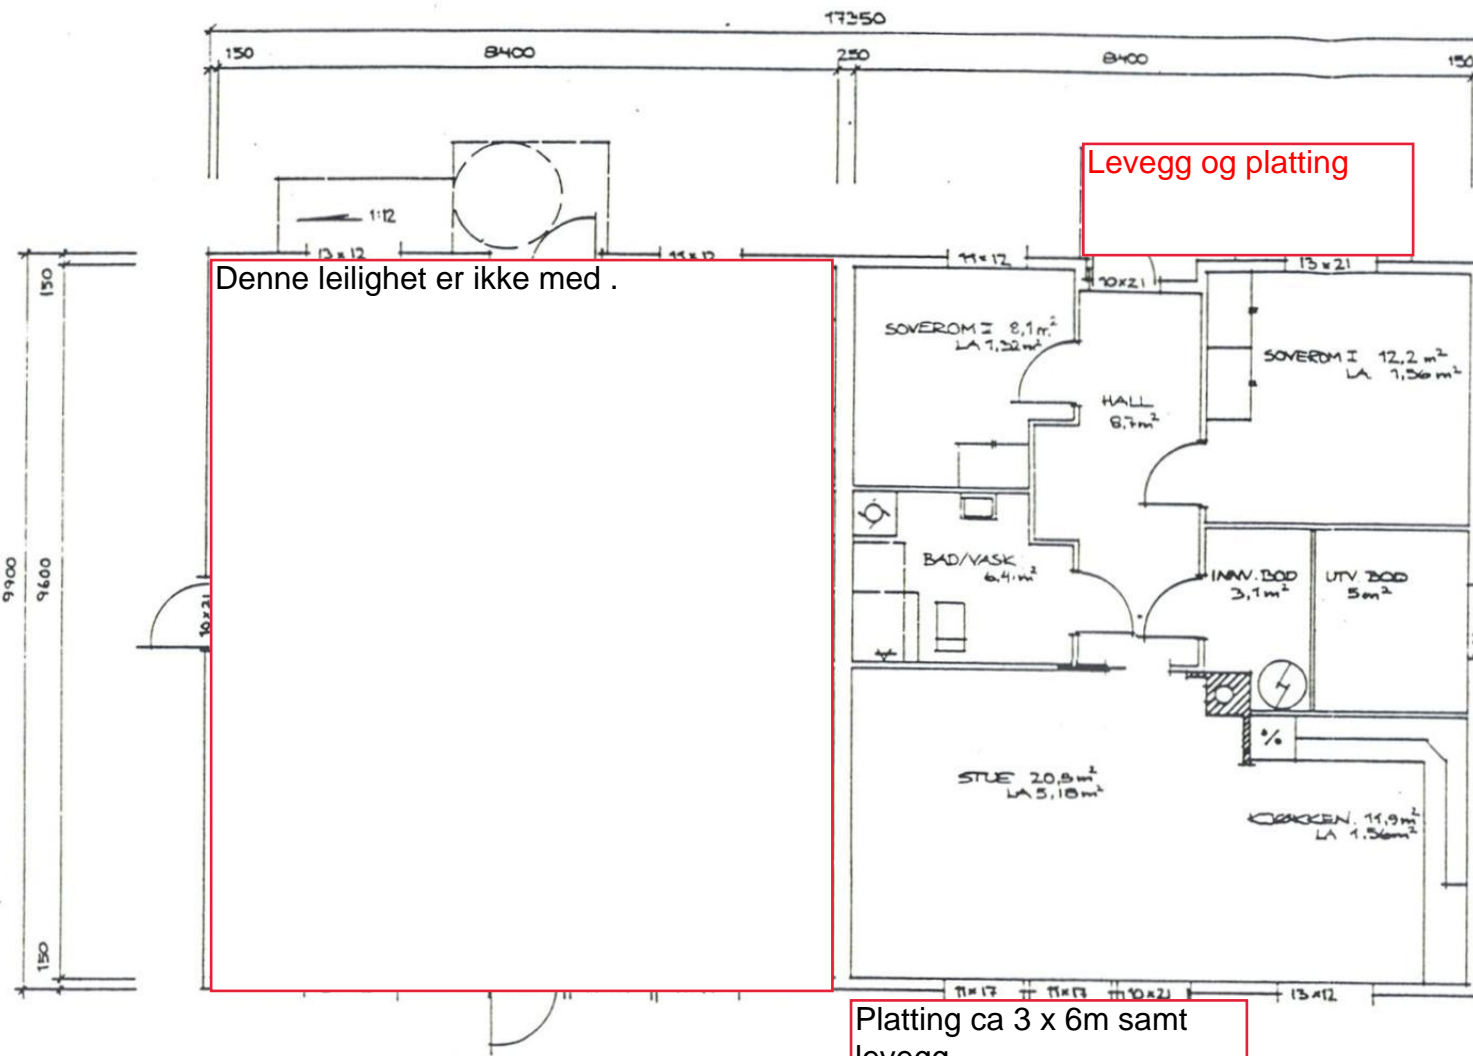 17350
150 8400 250 8400 150
Levegg og platting
1:12
13 x 12 11 x 12 11 x 12 10 x 21 13 x 21
Denne leilighet er ikke med .
150
SOVEROM II 8,1 m²
LA 1,32 m²
SOVEROM I 12,2 m²
LA 1,56 m²
HALL
8,7 m²
9900
9600
10 x 21
BAD/VASK
6,4 m²
INNV. BOD
3,1 m²
UTV. BOD
5 m²
STUE 20,8 m²
LA 5,18 m²
KJØKKEN. 11,9 m²
LA 1,56 m²
150
11 x 17 11 x 17 10 x 21 13 x 12
Platting ca 3 x 6m samt
levegg